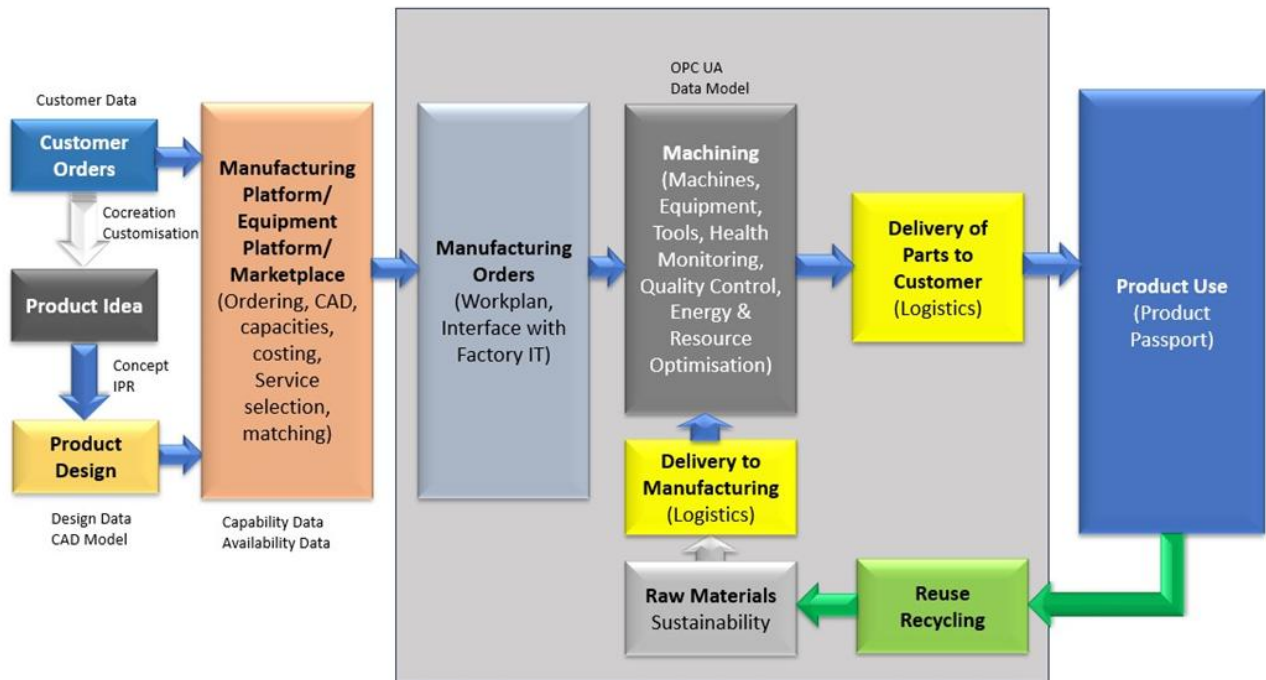 Customer Data
Customer
Orders
Cocreation
Customisation
Product Idea
Concept
IPR
Product
Design
Design Data
CAD Model
Manufacturing
Platform/
Equipment
Platform/
Marketplace
(Ordering, CAD,
capacities,
costing,
Service
selection,
matching)
Capability Data
Availability Data
Manufacturing
Orders
(Workplan,
Interface with
Factory IT)
OPC UA
Data Model
Machining
(Machines,
Equipment,
Tools, Health
Monitoring,
Quality Control,
Energy &
Resource
Optimisation)
Delivery to
Manufacturing
(Logistics)
Raw Materials
Sustainability
Delivery of
Parts to
Customer
(Logistics)
Reuse
Recycling
Product Use
(Product
Passport)